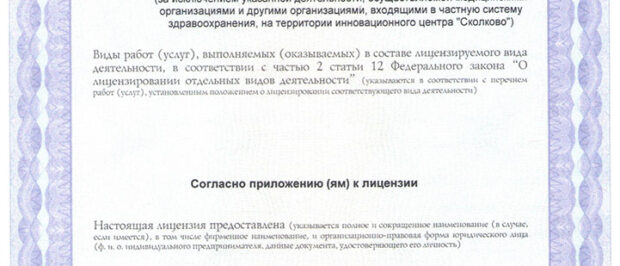 (за исключением указанной деятельности, осуществляемой медицинскими
организациями и другими организациями, входящими в частную систему
здравоохранения, на территории инновационного центра "Сколково")
Виды работ (услуг), выполняемых (оказываемых) в составе лицензируемого вида
деятельности, в соответствии с частью 2 статьи 12 Федерального закона "О
лицензировании отдельных видов деятельности" (указываются в соответствии с перечнем
работ (услуг), установленным положением о лицензировании соответствующего вида деятельности)
Согласно приложению (ям) к лицензии
Настоящая лицензия предоставлена (указывается полное и сокращенное наименование (в случае,
если имеется), в том числе фирменное наименование, и организационно-правовая форма юридического лица
(ф. и. о. индивидуального предпринимателя, данные документа, удостоверяющего его личность)